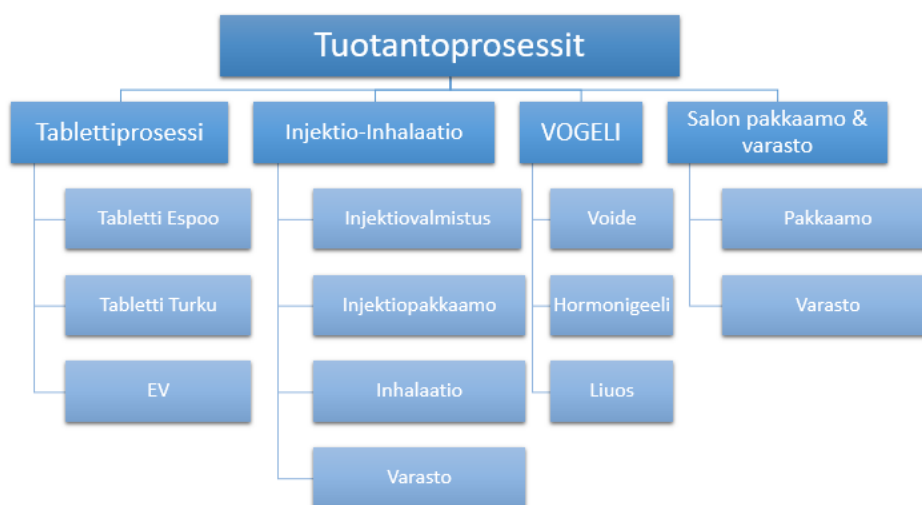 Tuotantoprosessit
Tablettiprosessi
Tabletti Espoo
Tabletti Turku
EV
Injektio-Inhalaatio
Injektiovalmistus
Injektiopakkaamo
Inhalaatio
Varasto
VOGELI
Voide
Hormonigeeli
Liuos
Salon pakkaamo &
varasto
Pakkaamo
Varasto